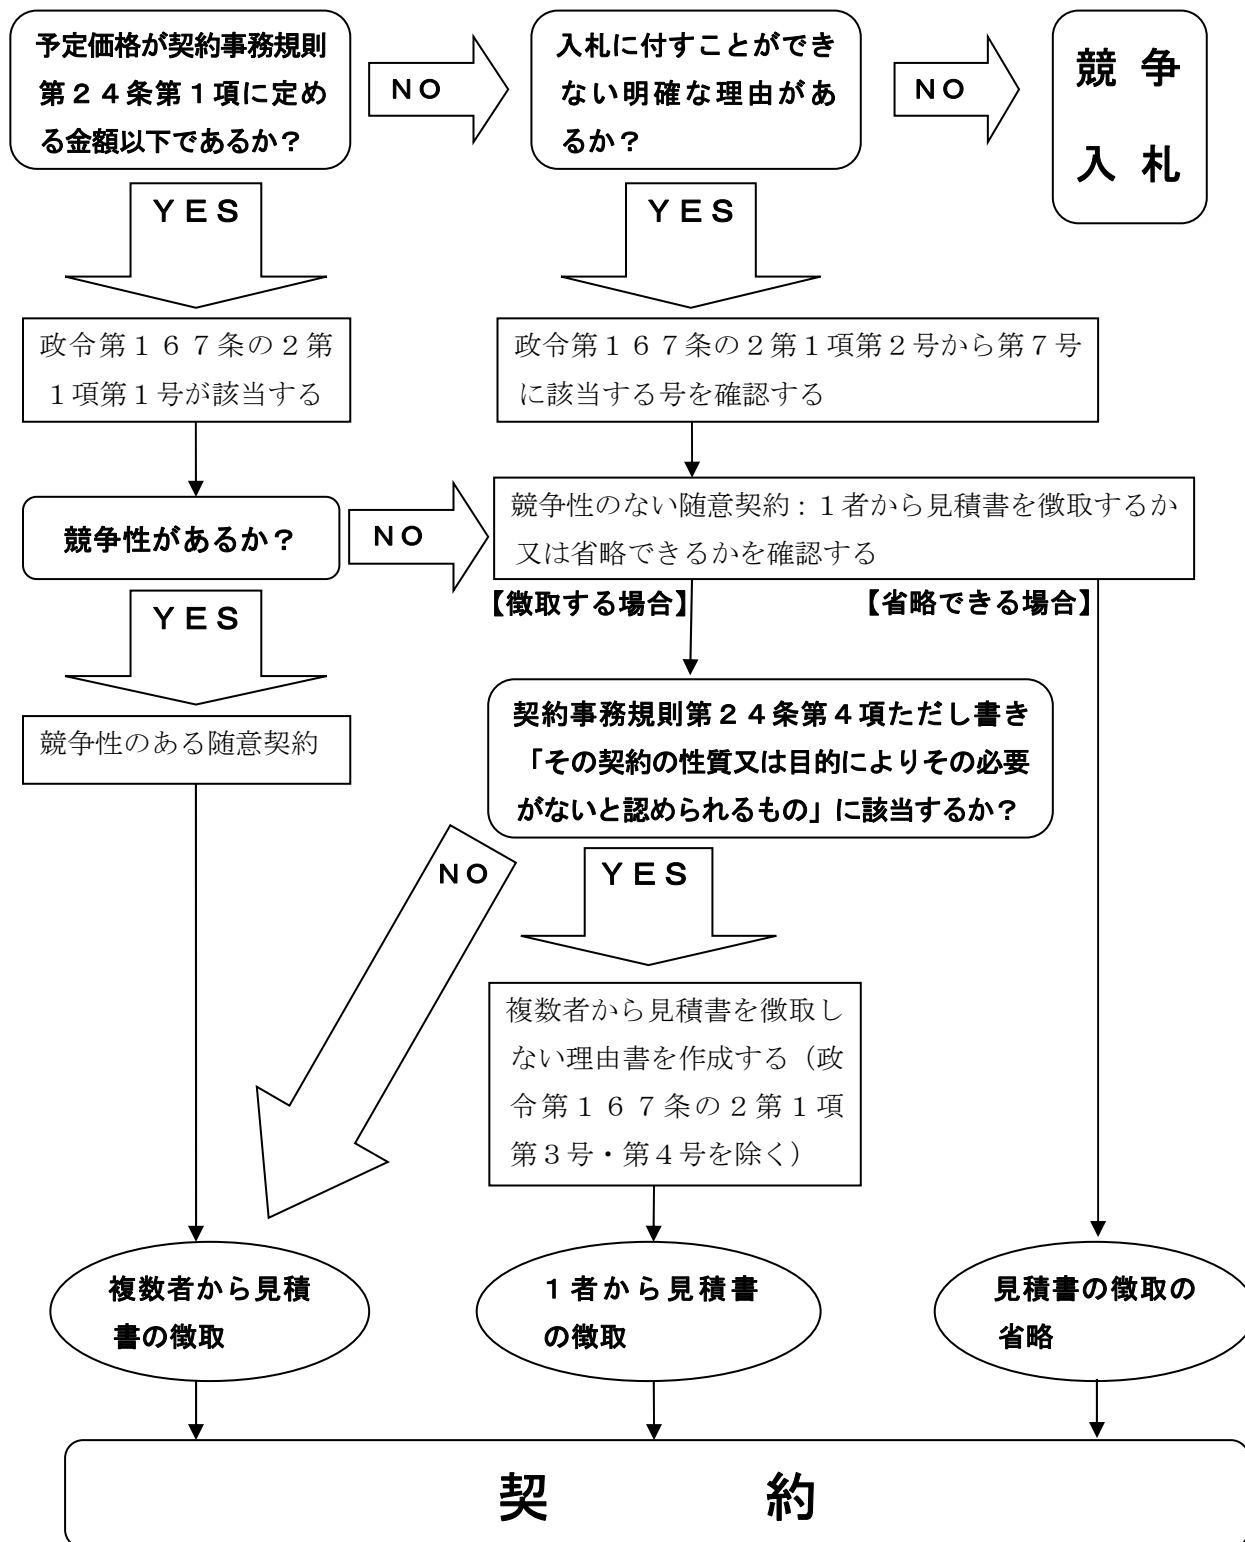 予定価格が契約事務規則
第２４条第１項に定め
る金額以下であるか？
ＮＯ
入札に付すことができ
ない明確な理由があ
るか？
ＮＯ
競 争
入 札
ＹＥＳ
ＹＥＳ
政令第１６７条の２第
１項第１号が該当する
政令第１６７条の２第１項第２号から第７号
に該当する号を確認する
競争性があるか？
ＮＯ
競争性のない随意契約：１者から見積書を徴取するか
又は省略できるかを確認する
【徴取する場合】
【省略できる場合】
ＹＥＳ
競争性のある随意契約
契約事務規則第２４条第４項ただし書き
「その契約の性質又は目的によりその必要
がないと認められるもの」に該当するか？
ＮＯ
ＹＥＳ
複数者から見積書を徴取し
ない理由書を作成する（政
令第１６７条の２第１項
第３号・第４号を除く）
複数者から見積
書の徴取
１者から見積書
の徴取
見積書の徴取の
省略
契 約